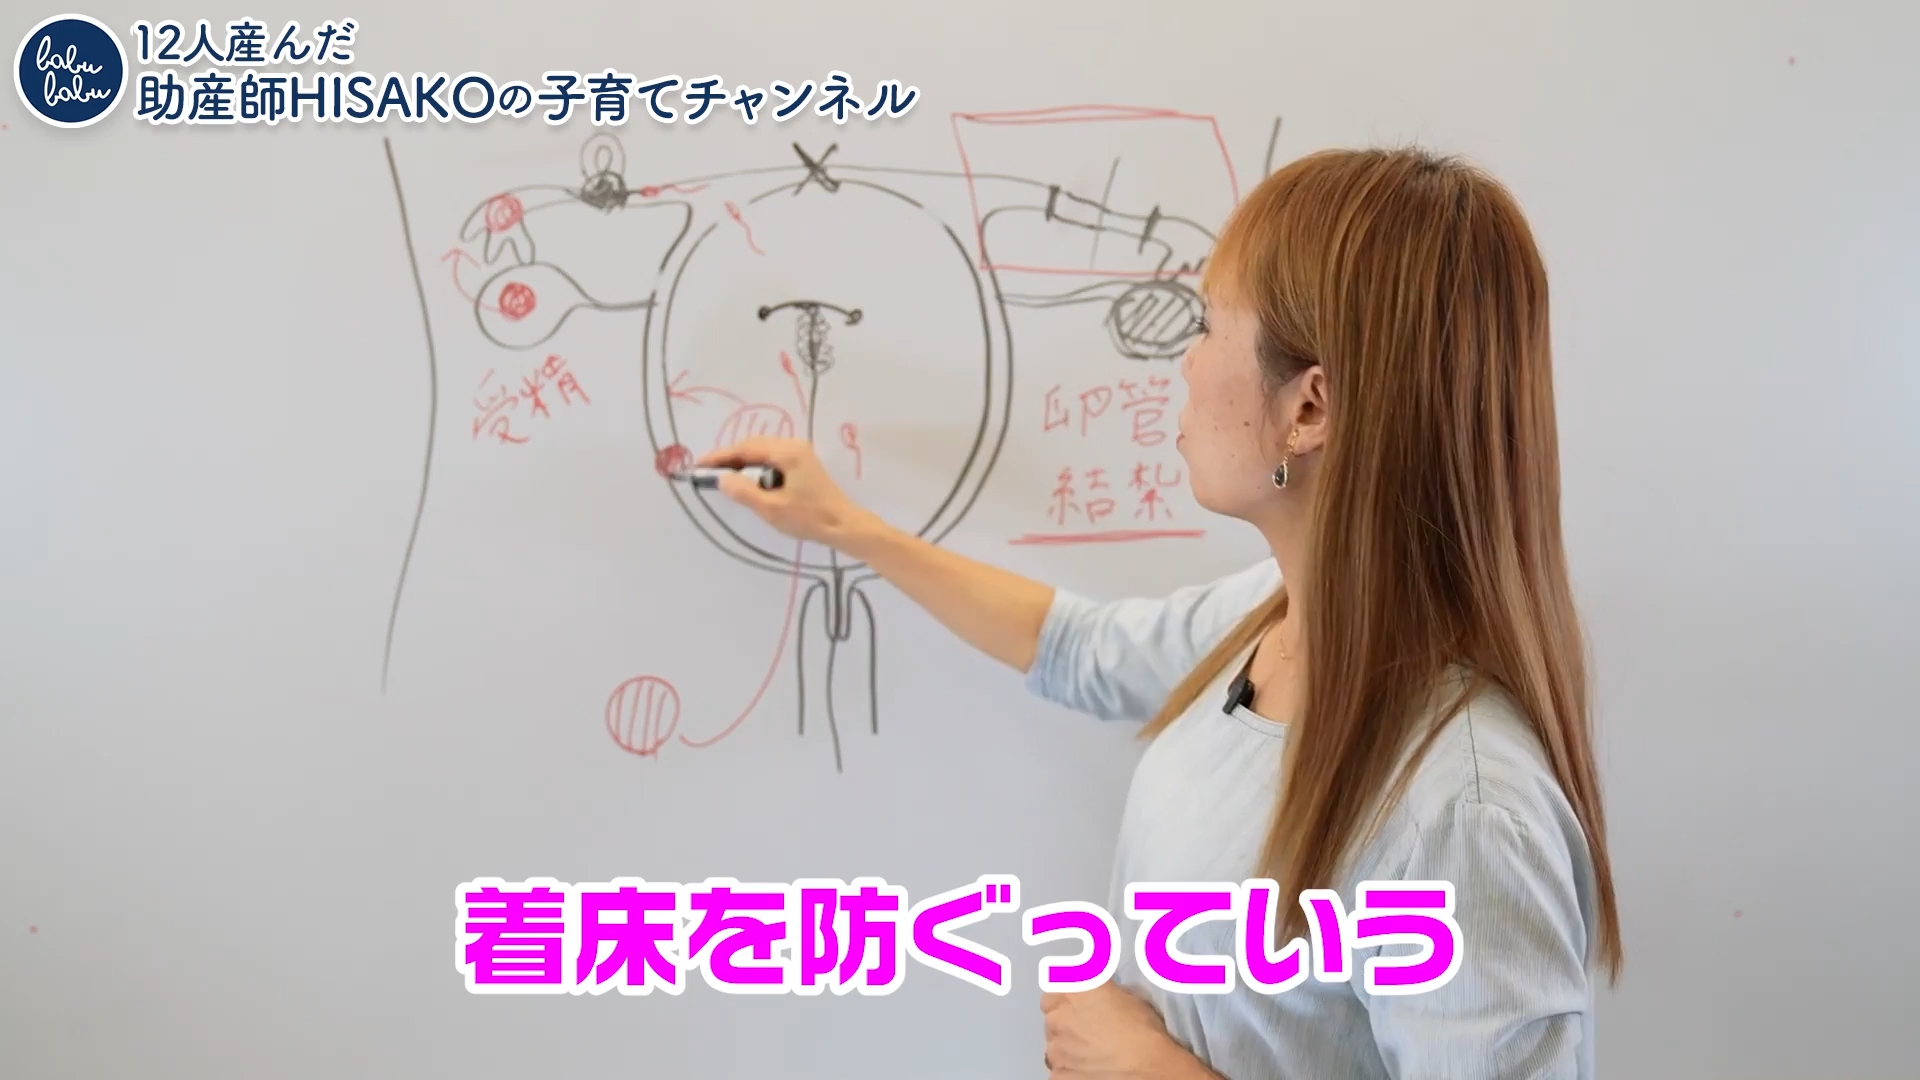 babu
babu
12人産んだ
助産師HISAKOの子育てチャンネル
受精
卵管
結紮
着床を防ぐっていう